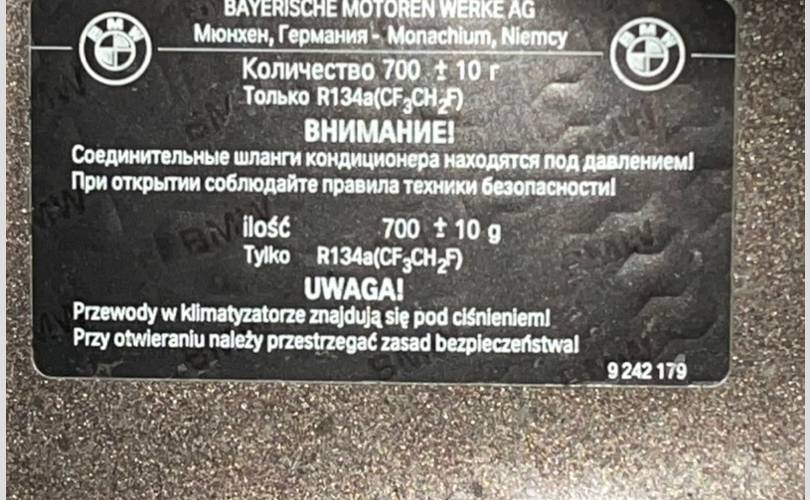 BAYERISCHE MOTOREN WERKE AG
BMW Мюнхен, Германия - Monachium, Niemcy BMW
Количество 700 ± 10 г
Только R134a(CF₃CH₂F)
ВНИМАНИЕ!
Соединительные шланги кондиционера находятся под давлением!
При открытии соблюдайте правила техники безопасности!
ilość 700 ± 10 g
Tylko R134a(CF₃CH₂F)
UWAGA!
Przewody w klimatyzatorze znajdują się pod ciśnieniem!
Przy otwieraniu należy przestrzegać zasad bezpieczeństwa!
9 242 179